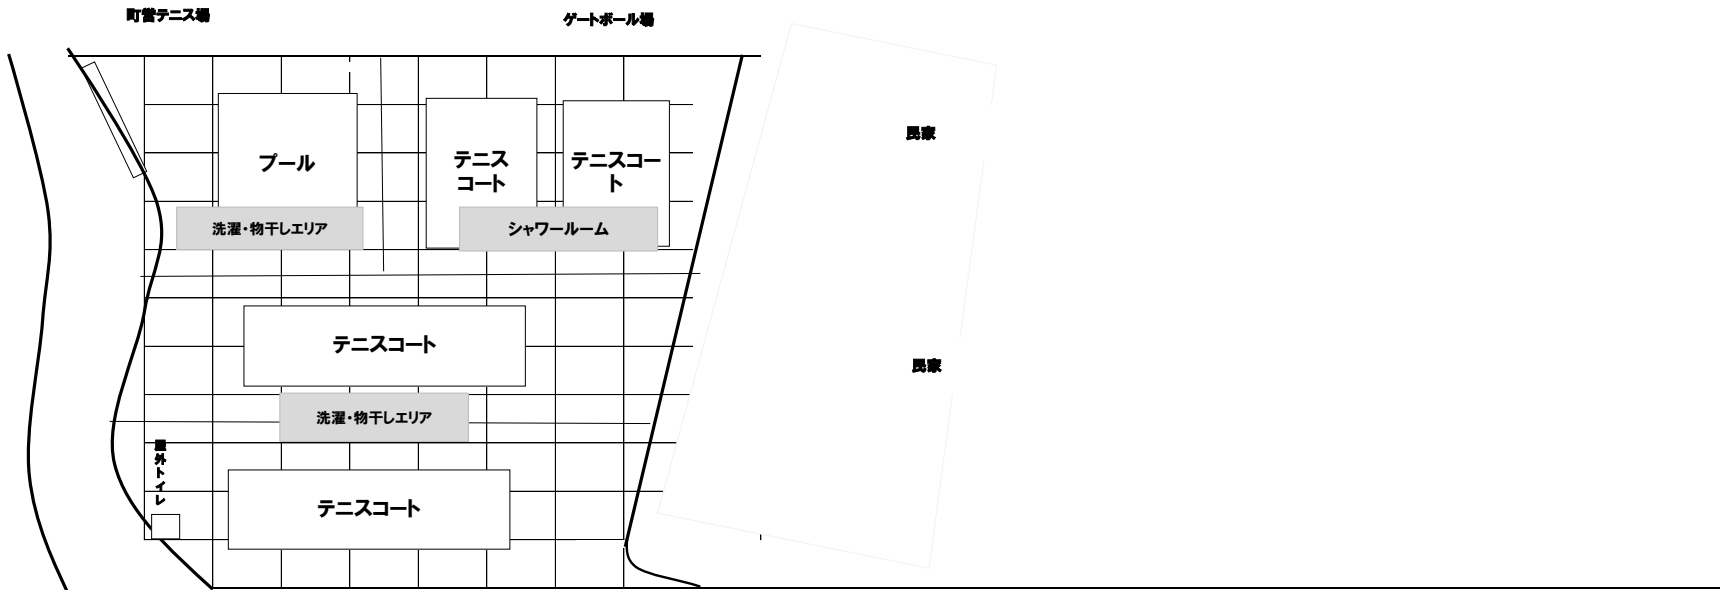 町営テニス場
ゲートボール場
民家
プール
テニス
コート
テニスコー
ト
洗濯・物干しエリア
シャワールーム
テニスコート
民家
洗濯・物干しエリア
屋外トイレ
テニスコート